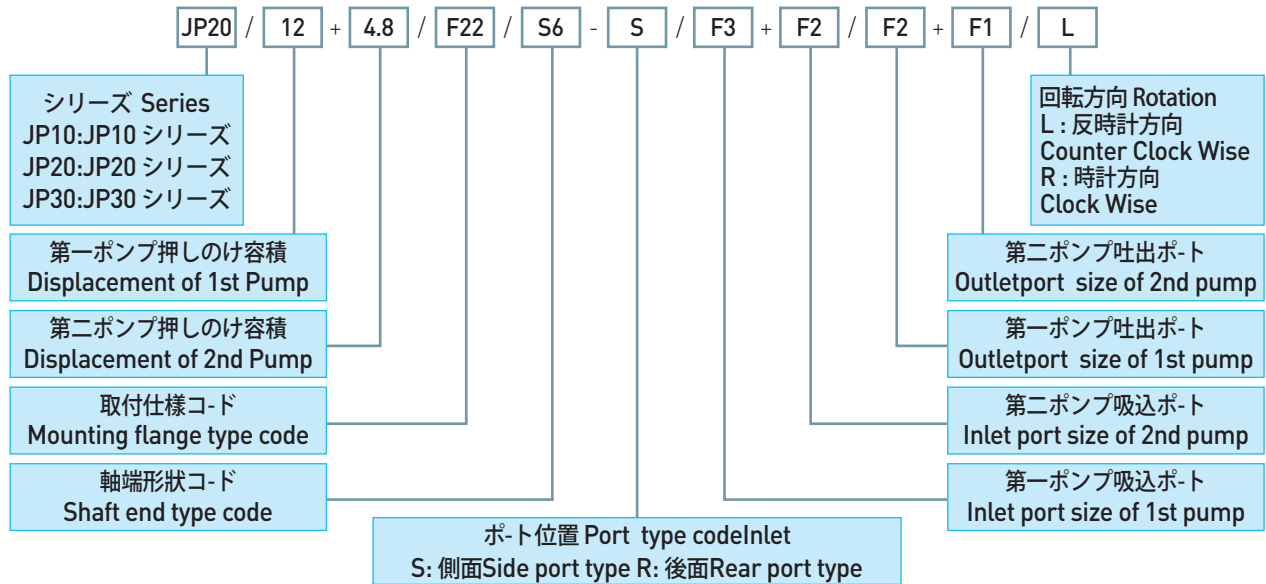 JP20 / 12 + 4.8 / F22 / S6 - S / F3 + F2 / F2 + F1 / L
シリーズ Series
JP10:JP10 シリーズ
JP20:JP20 シリーズ
JP30:JP30 シリーズ
回転方向 Rotation
L : 反時計方向
Counter Clock Wise
R : 時計方向
Clock Wise
第一ポンプ押しのけ容積
Displacement of 1st Pump
第二ポンプ吐出ポ-ト
Outletport size of 2nd pump
第二ポンプ押しのけ容積
Displacement of 2nd Pump
第一ポンプ吐出ポート
Outletport size of 1st pump
取付仕様コ-ド
Mounting flange type code
第二ポンプ吸込ポ-ト
Inlet port size of 2nd pump
軸端形狀コ-ド
Shaft end type code
第一ポンプ吸込ポート
Inlet port size of 1st pump
ポ-ト位置 Port type codeInlet
S: 側面Side port type R: 後面Rear port type